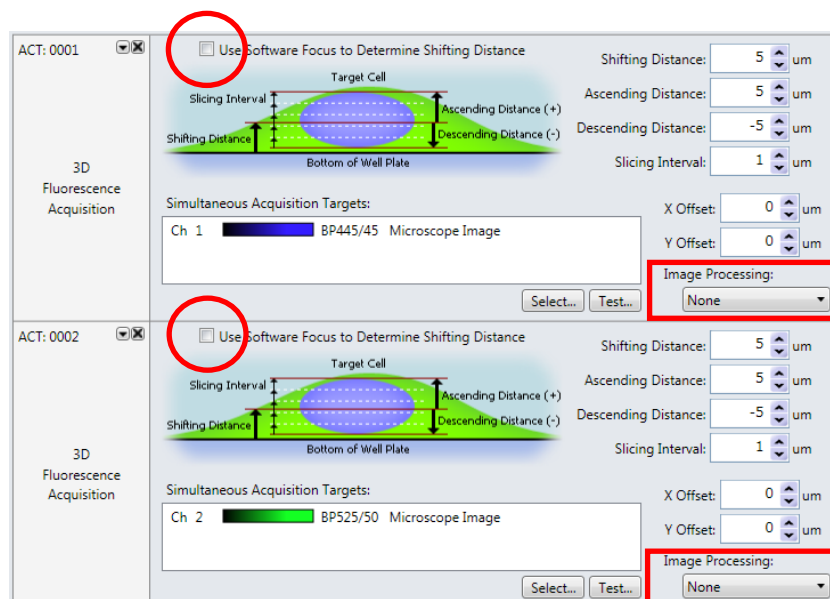 ACT: 0001
Use Software Focus to Determine Shifting Distance
Target Cell
Slicing Interval
Ascending Distance (+)
Shifting Distance
Descending Distance (-)
Bottom of Well Plate
Shifting Distance: 5 um
Ascending Distance: 5 um
Descending Distance: -5 um
Slicing Interval: 1 um
3D
Fluorescence
Acquisition
Simultaneous Acquisition Targets:
Ch 1 BP445/45 Microscope Image
X Offset: 0 um
Y Offset: 0 um
Image Processing:
Select... Test... None
ACT: 0002
Use Software Focus to Determine Shifting Distance
Target Cell
Slicing Interval
Ascending Distance (+)
Shifting Distance
Descending Distance (-)
Bottom of Well Plate
Shifting Distance: 5 um
Ascending Distance: 5 um
Descending Distance: -5 um
Slicing Interval: 1 um
3D
Fluorescence
Acquisition
Simultaneous Acquisition Targets:
Ch 2 BP525/50 Microscope Image
X Offset: 0 um
Y Offset: 0 um
Image Processing:
Select... Test... None